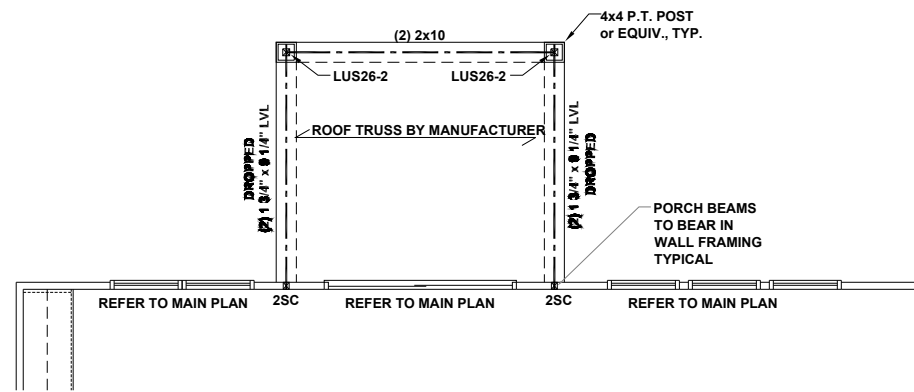 4x4 P.T. POST
or EQUIV., TYP.
(2) 2x10
LUS26-2
LUS26-2
ROOF TRUSS BY MANUFACTURER
DROPPED
(2) 1 3/4" x 9 1/4" LVL
(2) 1 3/4" x 9 1/4" LVL
DROPPED
PORCH BEAMS
TO BEAR IN
WALL FRAMING
TYPICAL
REFER TO MAIN PLAN
2SC
REFER TO MAIN PLAN
2SC
REFER TO MAIN PLAN